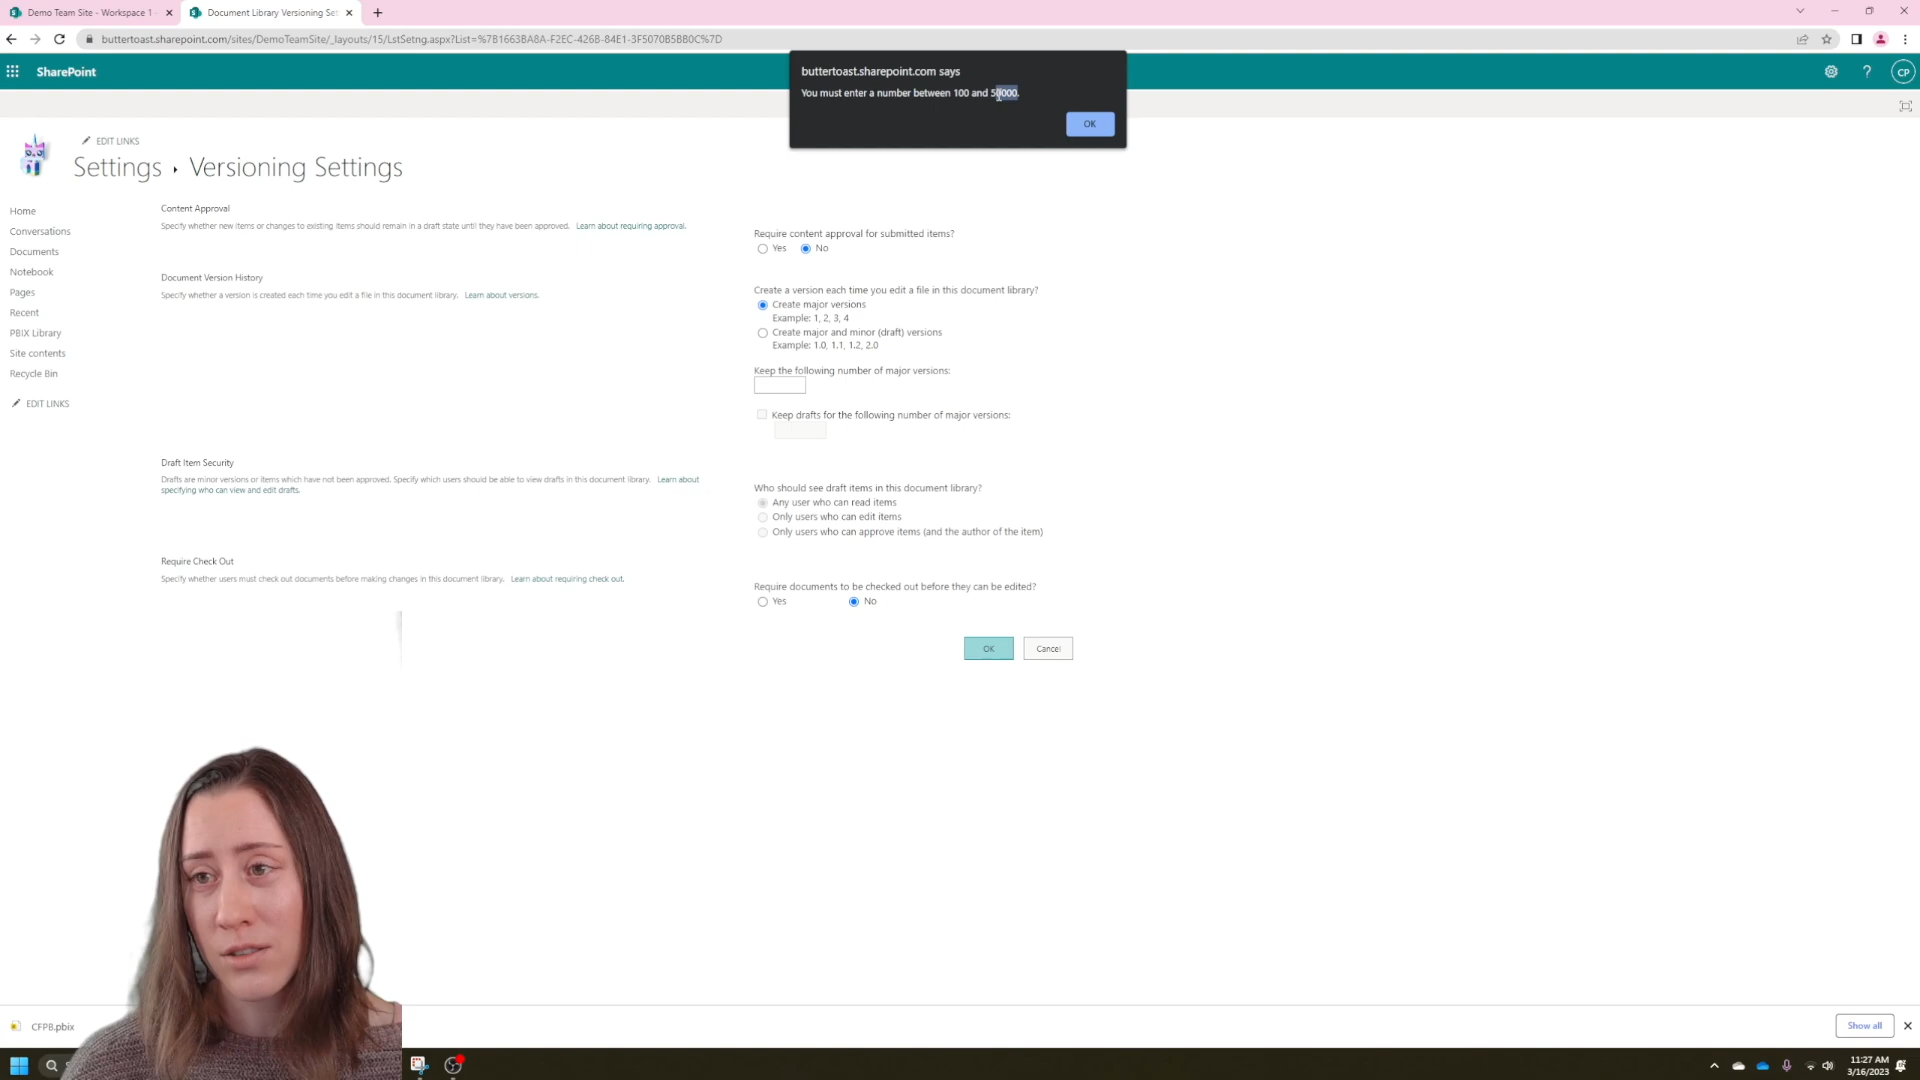 Demo Team Site - Workspace 1
Document Library Versioning Set
buttertoast.sharepoint.com/sites/DemoTeamSite/_layouts/15/LstSetng.aspx?List=%7B1663BA8A-F2EC-426B-84E1-3F5070B5BB0C%7D
SharePoint
CP
buttertoast.sharepoint.com says
You must enter a number between 100 and 50000.
OK
EDIT LINKS
Settings › Versioning Settings
Home
Conversations
Documents
Notebook
Pages
Recent
PBIX Library
Site contents
Recycle Bin
EDIT LINKS
Content Approval
Specify whether new items or changes to existing items should remain in a draft state until they have been approved. Learn about requiring approval.
Require content approval for submitted items?
Yes No
Document Version History
Specify whether a version is created each time you edit a file in this document library. Learn about versions.
Create a version each time you edit a file in this document library?
Create major versions
Example: 1, 2, 3, 4
Create major and minor (draft) versions
Example: 1.0, 1.1, 1.2, 2.0
Keep the following number of major versions:
Keep drafts for the following number of major versions:
Draft Item Security
Drafts are minor versions or items which have not been approved. Specify which users should be able to view drafts in this document library. Learn about
specifying who can view and edit drafts.
Who should see draft items in this document library?
Any user who can read items
Only users who can edit items
Only users who can approve items (and the author of the item)
Require Check Out
Specify whether users must check out documents before making changes in this document library. Learn about requiring check out.
Require documents to be checked out before they can be edited?
Yes No
OK Cancel
CFPB.pbix
Show all
11:27 AM
3/16/2023